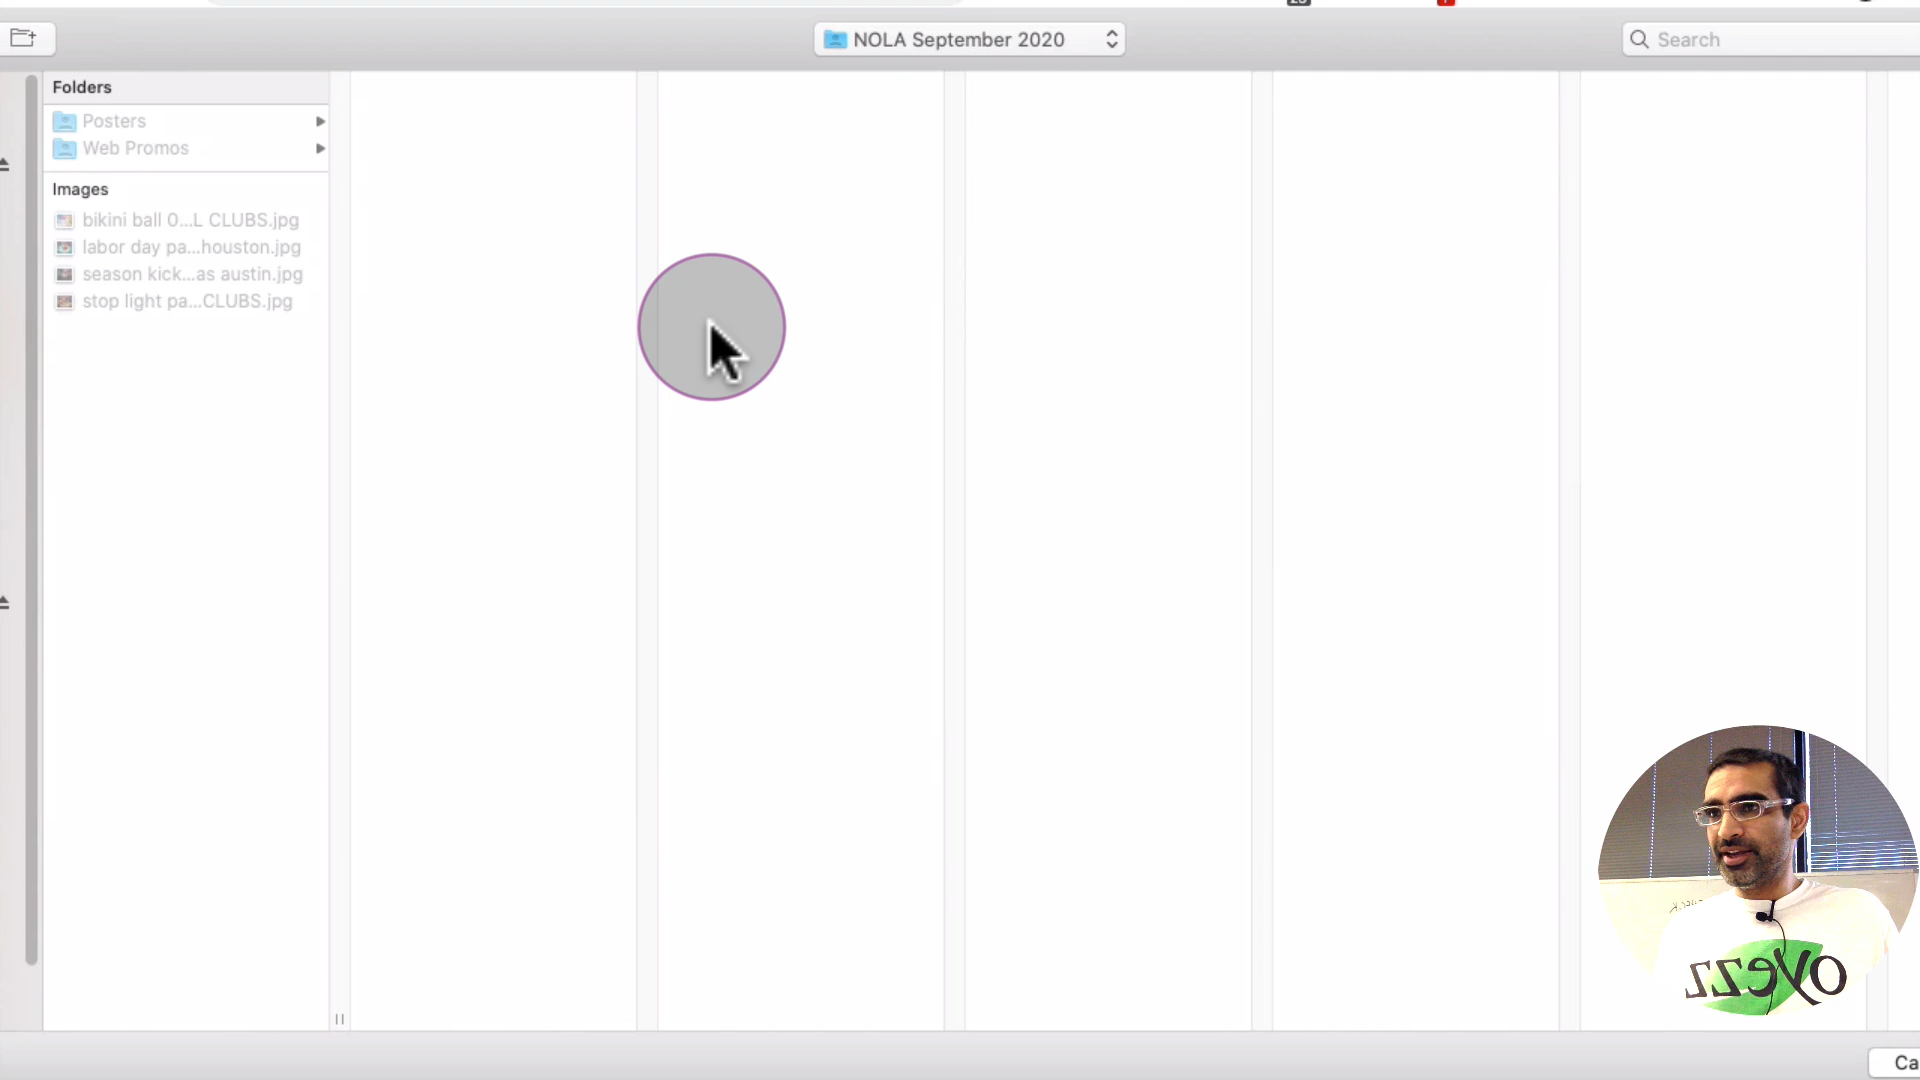 NOLA September 2020
Search
Folders
Posters
Web Promos
Images
bikini ball 0...L CLUBS.jpg
labor day pa...houston.jpg
season kick...as austin.jpg
stop light pa...CLUBS.jpg
oyezz
Ca